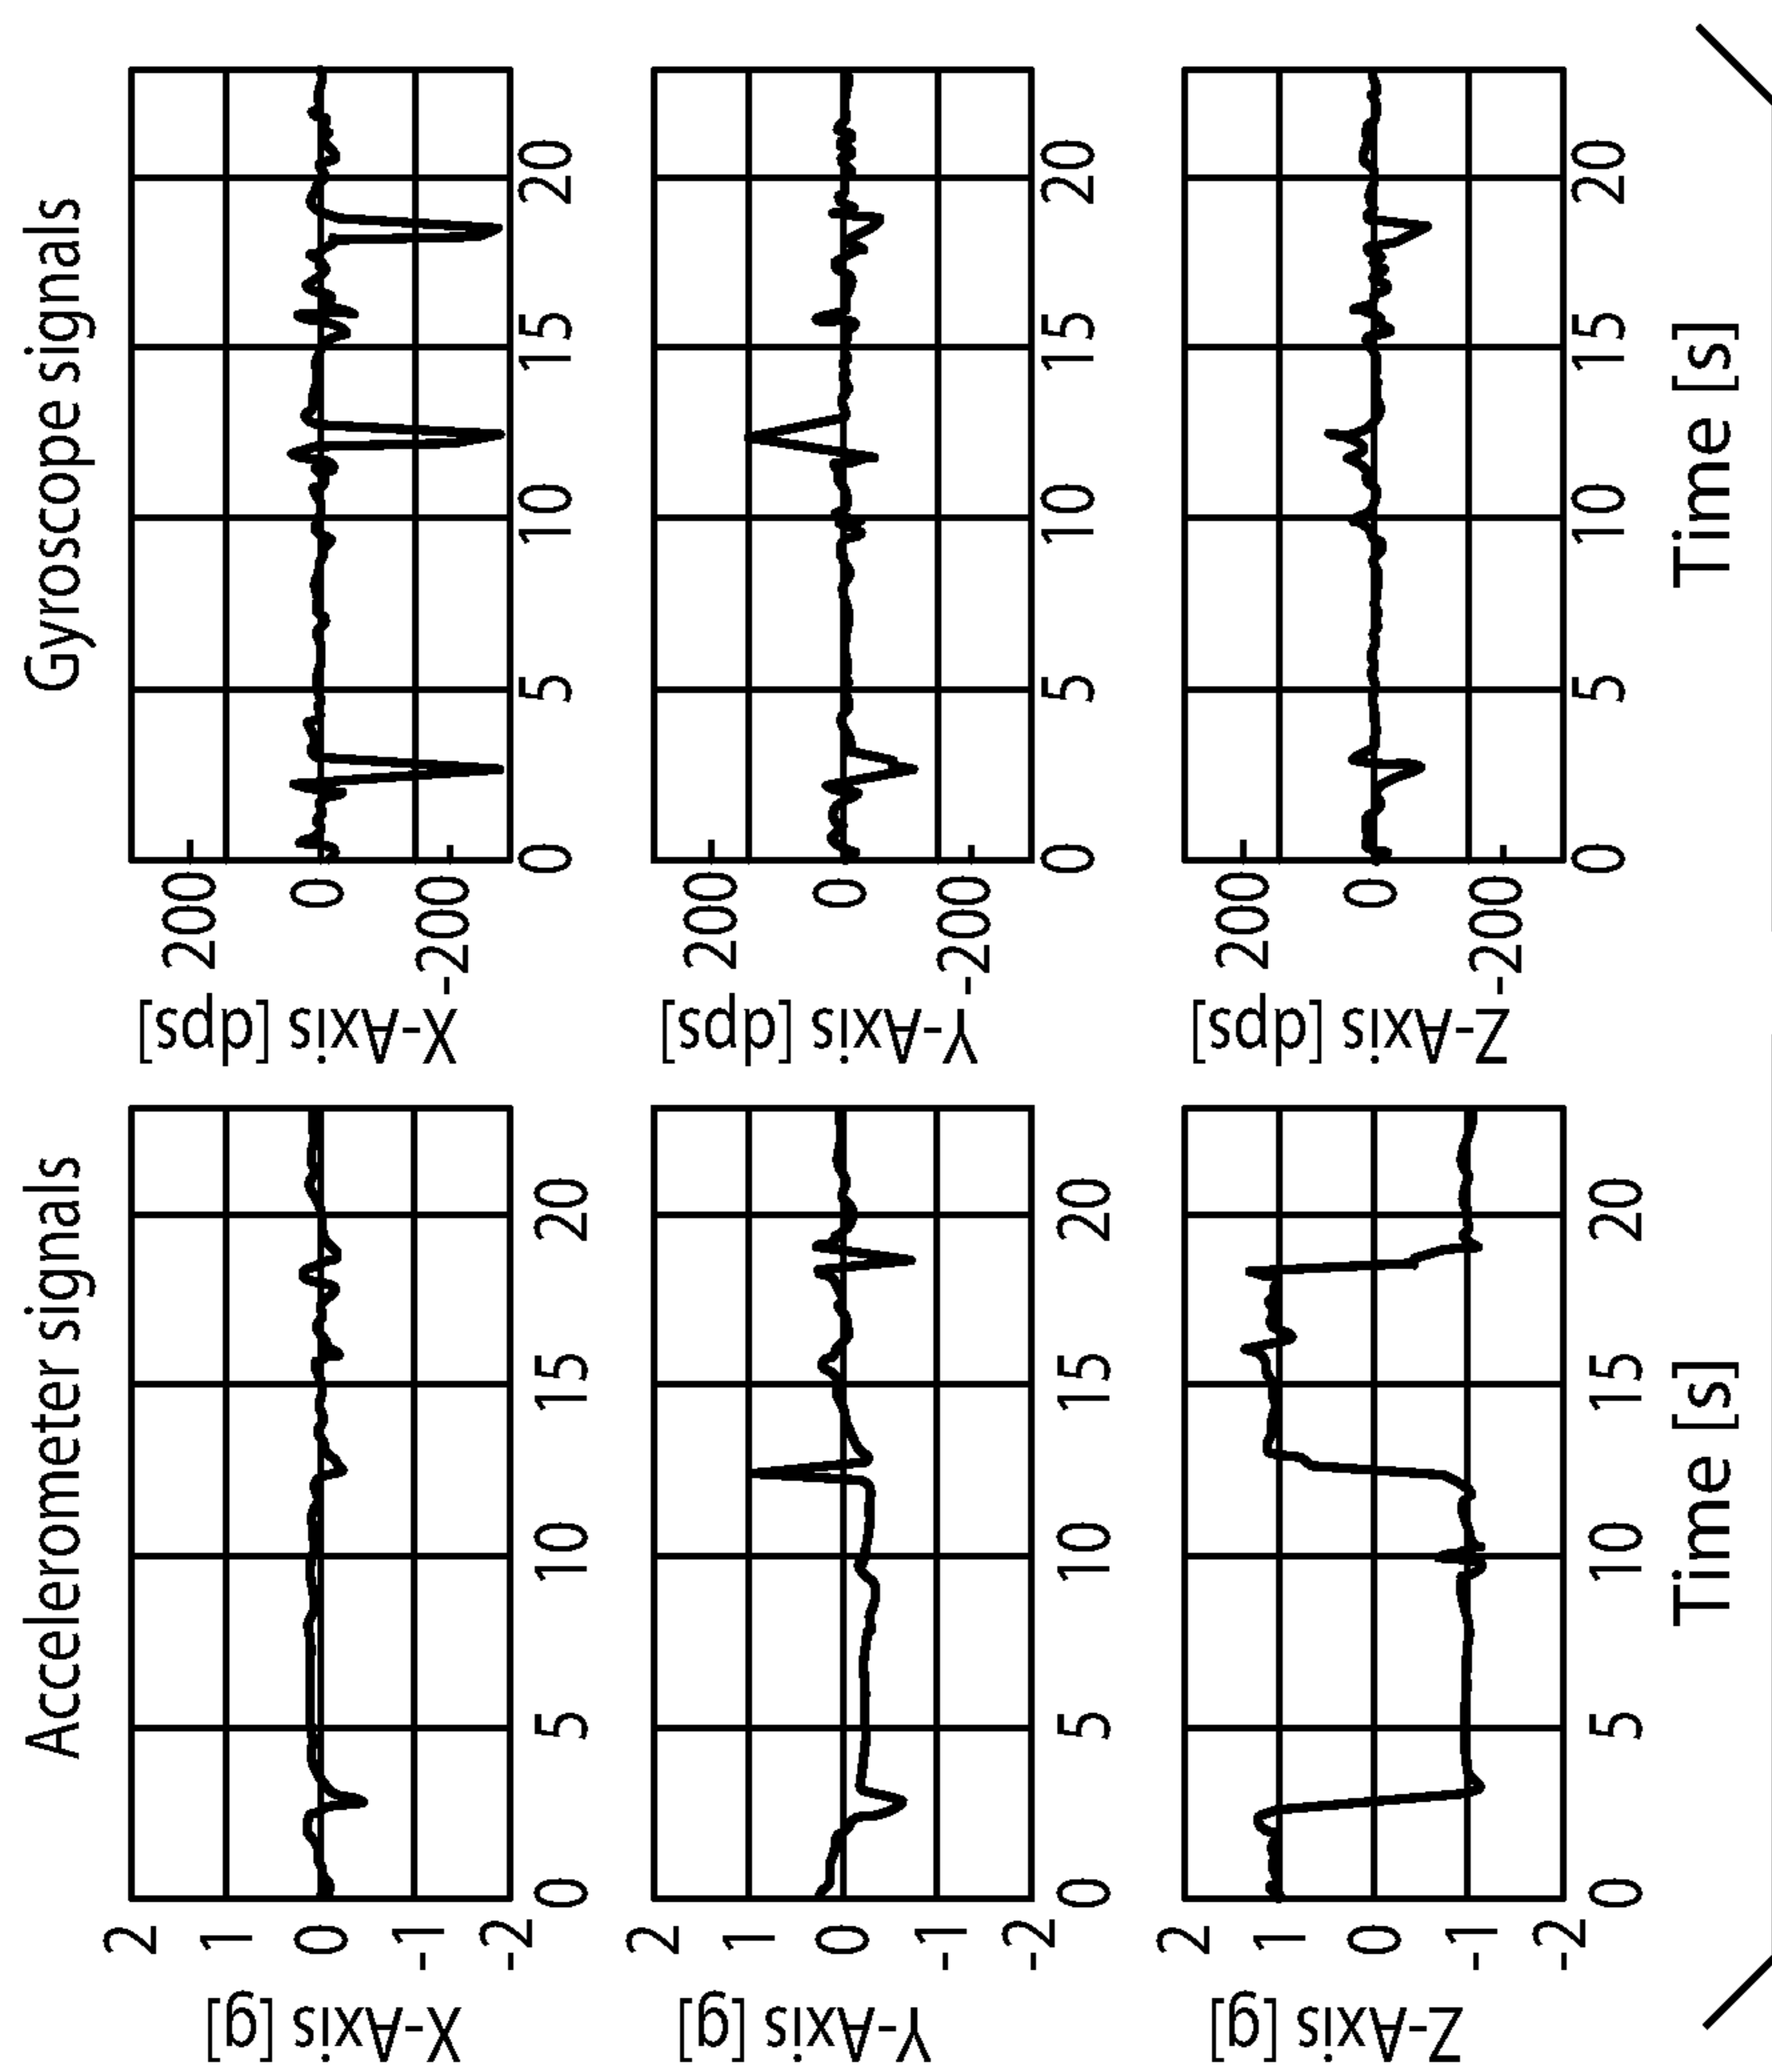 Accelerometer signals
X-Axis [g]
2
1
0
-1
-2
0 5 10 15 20
Y-Axis [g]
2
1
0
-1
-2
0 5 10 15 20
Z-Axis [g]
2
1
0
-1
-2
0 5 10 15 20
Time [s]
Gyroscope signals
X-Axis [dps]
200
0
-200
0 5 10 15 20
Y-Axis [dps]
200
0
-200
0 5 10 15 20
Z-Axis [dps]
200
0
-200
0 5 10 15 20
Time [s]